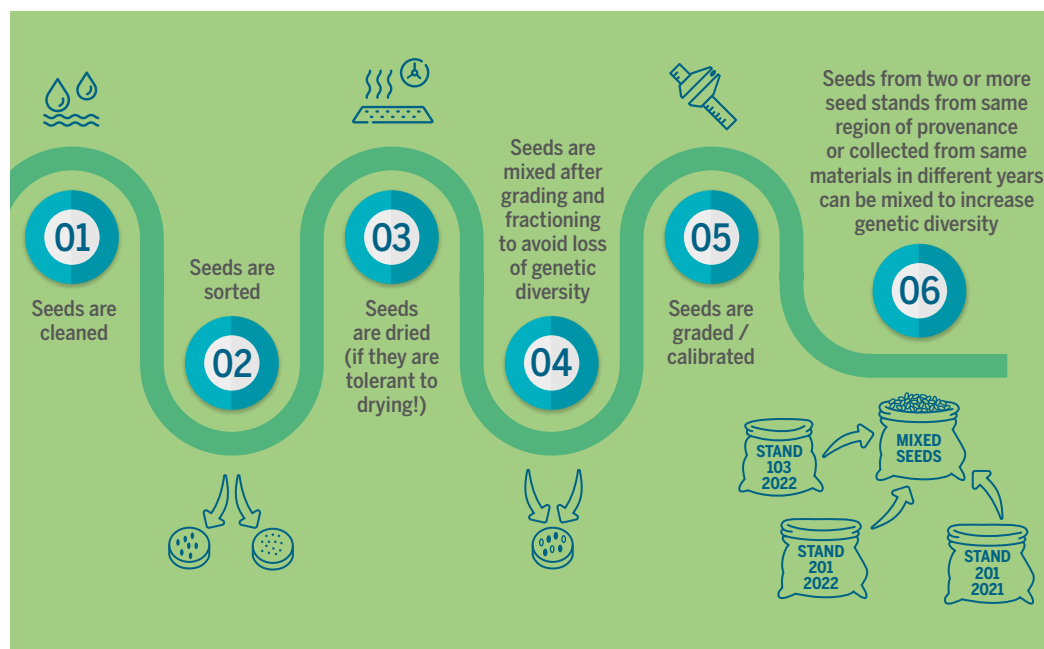 01
Seeds are
cleaned
02
Seeds are
sorted
03
Seeds
are dried
(if they are
tolerant to
drying!)
04
Seeds are
mixed after
grading and
fractioning
to avoid loss
of genetic
diversity
05
Seeds are
graded /
calibrated
06
Seeds from two or more
seed stands from same
region of provenance
or collected from same
materials in different years
can be mixed to increase
genetic diversity
STAND
103
2022
MIXED
SEEDS
STAND
201
2022
STAND
201
2021